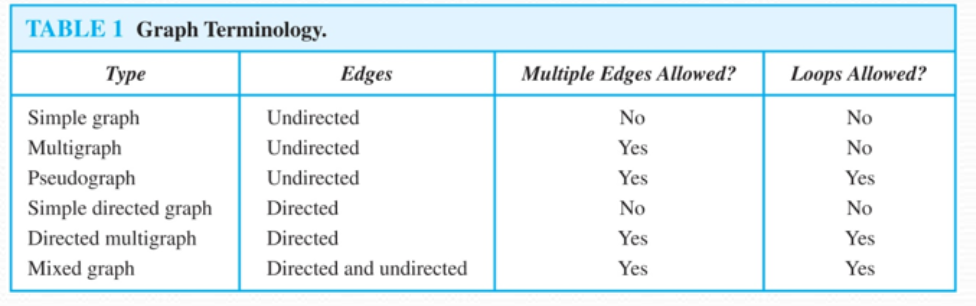 TABLE 1 Graph Terminology.
Type Edges Multiple Edges Allowed? Loops Allowed?
Simple graph Undirected No No
Multigraph Undirected Yes No
Pseudograph Undirected Yes Yes
Simple directed graph Directed No No
Directed multigraph Directed Yes Yes
Mixed graph Directed and undirected Yes Yes